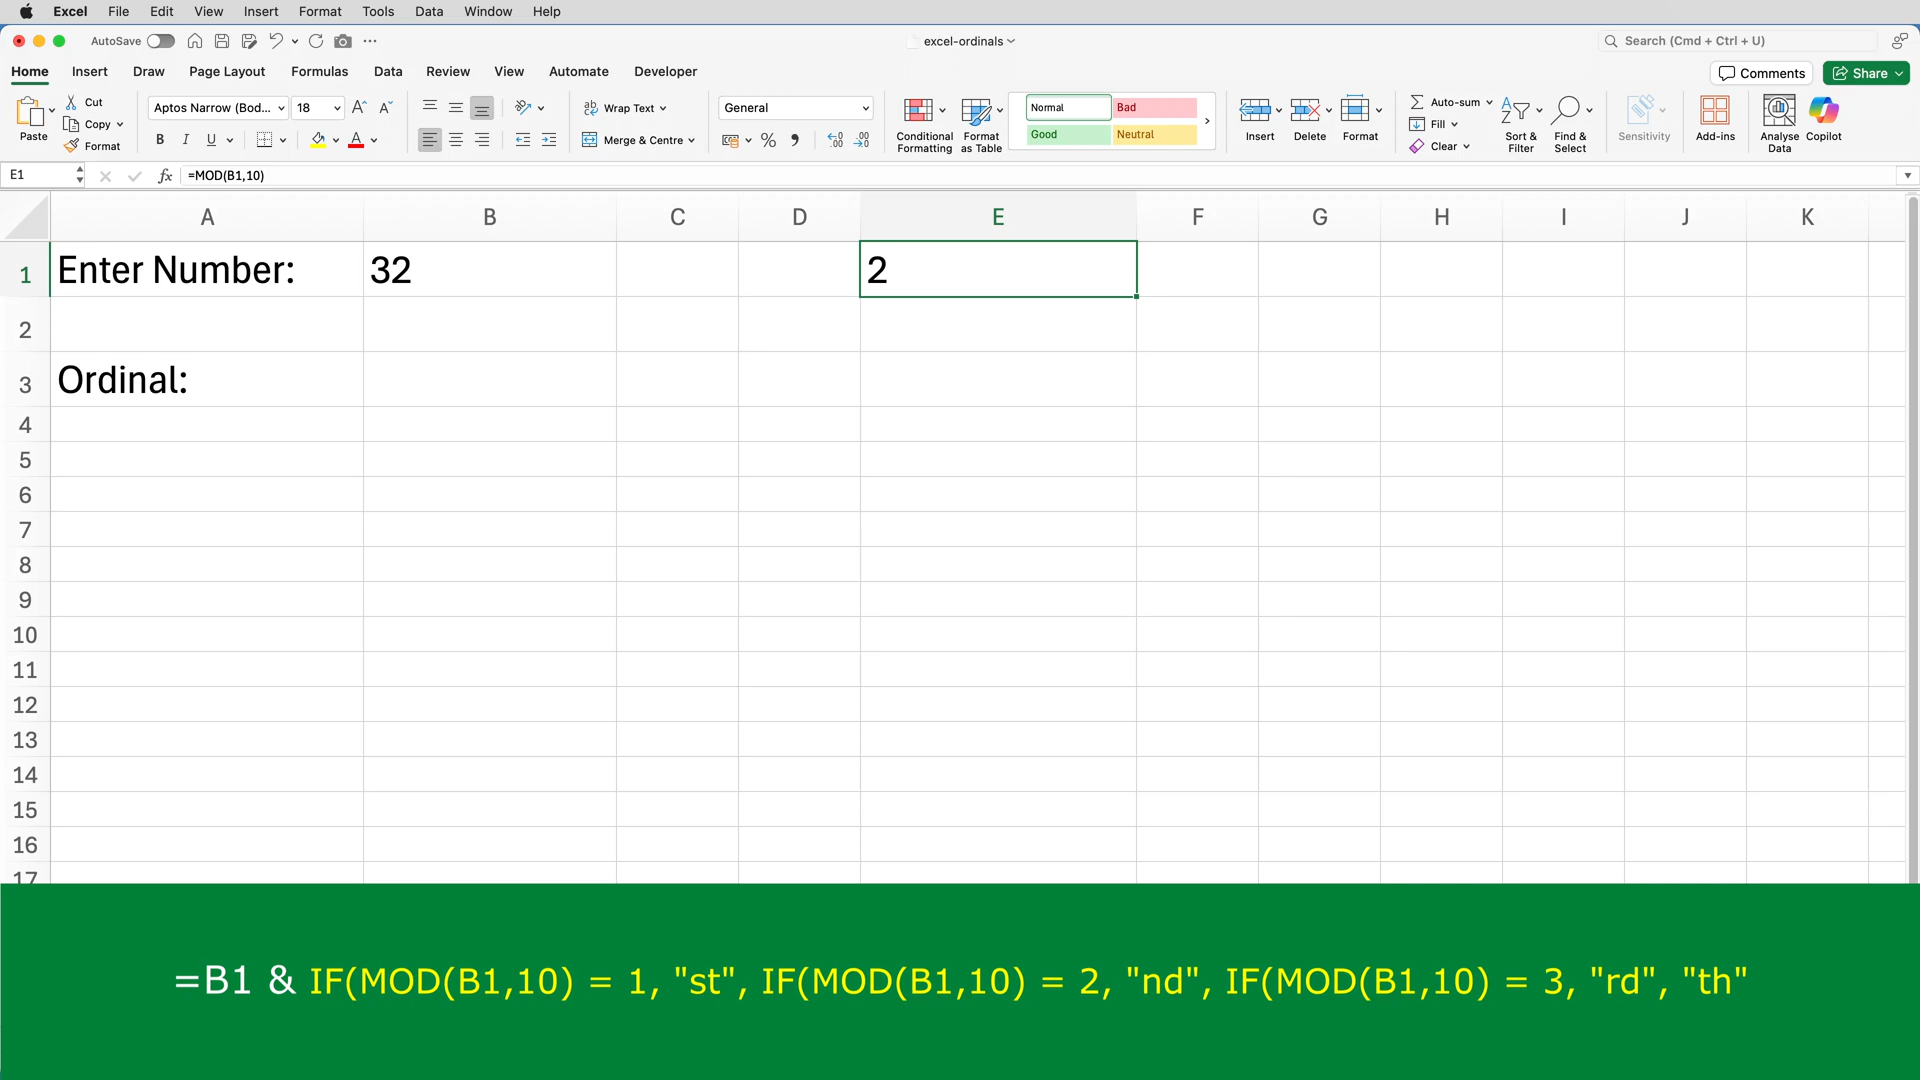 Excel File Edit View Insert Format Tools Data Window Help
AutoSave excel-ordinals Search (Cmd + Ctrl + U)
Home Insert Draw Page Layout Formulas Data Review View Automate Developer Comments Share
Paste Cut Copy Format
Aptos Narrow (Bod... 18
B I U
Wrap Text
Merge & Centre
General
Conditional Formatting
Format as Table
Normal Bad
Good Neutral
Insert Delete Format
Auto-sum
Fill
Clear
Sort & Filter
Find & Select
Sensitivity
Add-ins
Analyse Data
Copilot
E1 fx =MOD(B1,10)
A B C D E F G H I J K
1 Enter Number: 32 2
2
3 Ordinal:
4
5
6
7
8
9
10
11
12
13
14
15
16
17
=B1 & IF(MOD(B1,10) = 1, "st", IF(MOD(B1,10) = 2, "nd", IF(MOD(B1,10) = 3, "rd", "th"